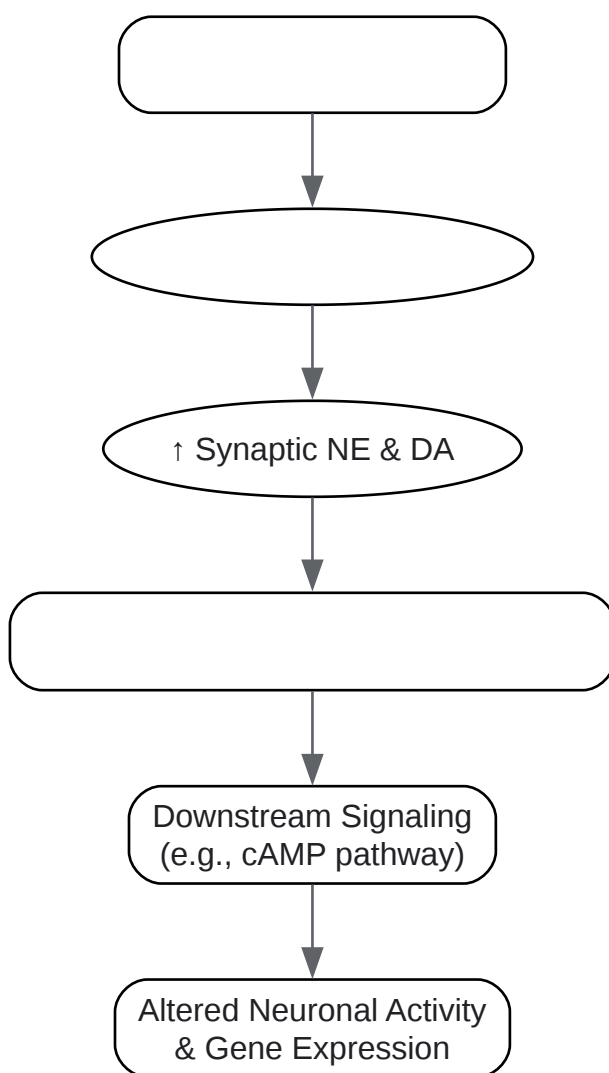 ↑ Synaptic NE & DA
Downstream Signaling
(e.g., cAMP pathway)
Altered Neuronal Activity
& Gene Expression